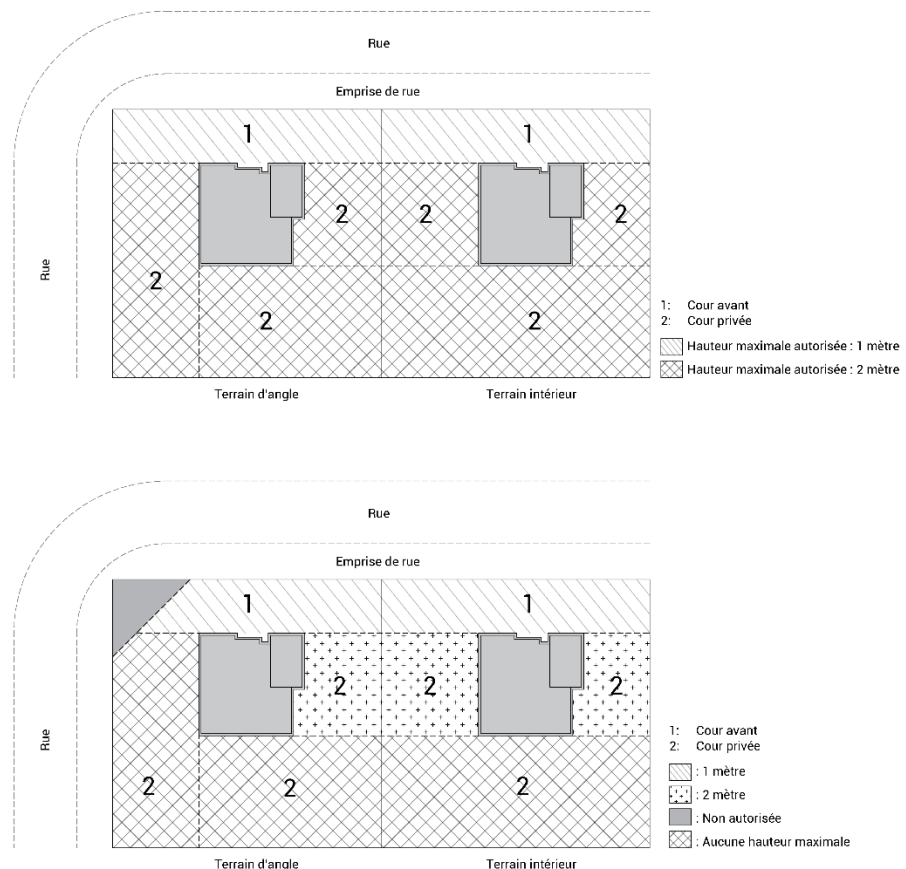 Rue
Emprise de rue
1
1
2
2
2
Rue
2
2
2
1: Cour avant
2: Cour privée
Hauteur maximale autorisée : 1 mètre
Hauteur maximale autorisée : 2 mètre
Terrain d'angle
Terrain intérieur
Rue
Emprise de rue
1
1
2
2
2
Rue
1: Cour avant
2: Cour privée
: 1 mètre
2
2
2
: 2 mètre
: Non autorisée
: Aucune hauteur maximale
Terrain d'angle
Terrain intérieur